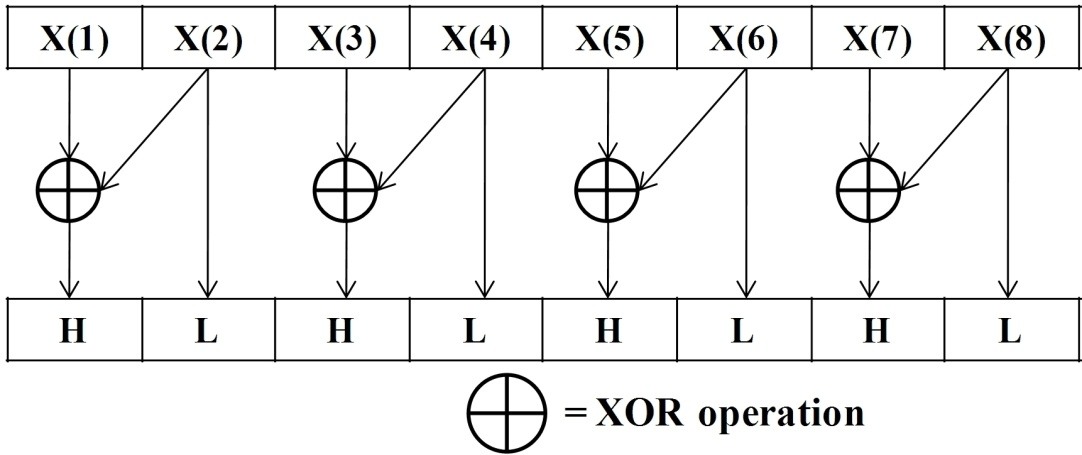 X(1) X(2) X(3) X(4) X(5) X(6) X(7) X(8)
H L H L H L H L
= XOR operation